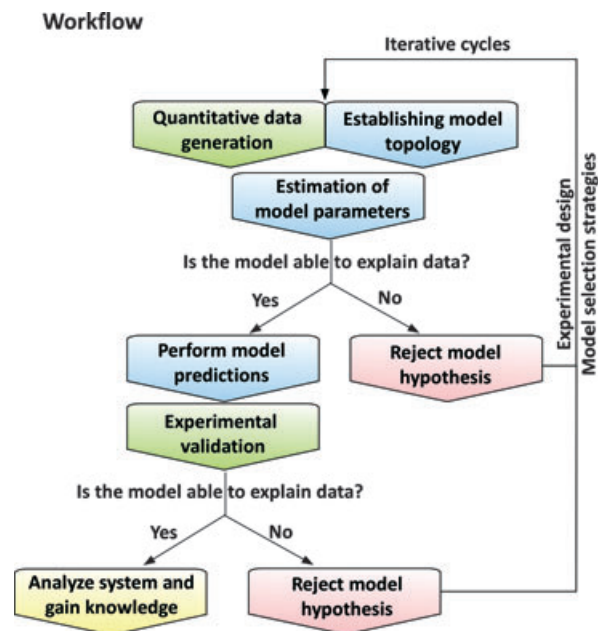 Workflow
Iterative cycles
Quantitative data
generation
Establishing model
topology
Estimation of
model parameters
Is the model able to explain data?
Yes
No
Perform model
predictions
Reject model
hypothesis
Experimental design
Model selection strategies
Experimental
validation
Is the model able to explain data?
Yes
No
Analyze system and
gain knowledge
Reject model
hypothesis